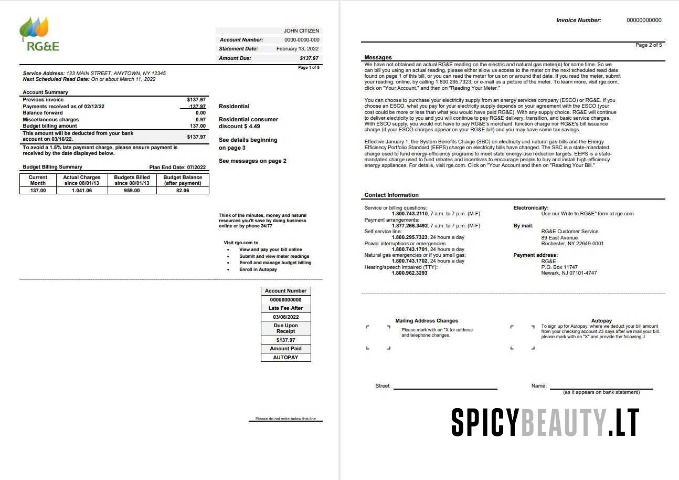 RG&E
JOHN CITIZEN
Account Number: 0000-0000-000
Statement Date: February 13, 2022
Amount Due: $137.97
Page 1 of 5
Service Address: 123 MAIN STREET, ANYTOWN, NY 12345
Next Scheduled Read Date: On or about March 11, 2022
Account Summary
Previous invoice $137.97
Payments received as of 03/13/22 -137.97
Balance forward 0.00
Miscellaneous charges 0.97
Budget billing amount 137.00
This amount will be deducted from your bank
account on 03/16/22. $137.97
To avoid a 1.5% late payment charge, please ensure payment is
received by the date displayed below.
Residential
Residential consumer
discount $ 4.49
See details beginning
on page 3
See messages on page 2
Budget Billing Summary Plan End Date: 07/2022
Current Month
Actual Charges since 08/01/13
Budgets Billed since 08/01/13
Budget Balance (after payment)
137.00 1,041.06 959.00 82.06
Think of the minutes, money and natural
resources you'll save by doing business
online or by phone 24/7!
Visit rge.com to
• View and pay your bill online
• Submit and view meter readings
• Enroll and manage budget billing
• Enroll in Autopay
Account Number
00000000000
Late Fee After
03/08/2022
Due Upon
Receipt
$137.97
Amount Paid
AUTOPAY
Please do not write below this line
Invoice Number: 00000000000
Page 2 of 5
Messages
We have not obtained an actual RG&E reading on the electric and natural gas meter(s) for some time. So we
can bill you using an actual reading, please either allow us access to the meter on the next scheduled read date
found on page 1 of this bill, or you can read the meter for us on or around that date. If you read the meter, submit
your reading online, by calling 1.800.295.7323, or e-mail us a picture of the meter. To learn more, visit rge.com,
click on "Your Account," and then on "Reading Your Meter."
You can choose to purchase your electricity supply from an energy services company (ESCO) or RG&E. If you
choose an ESCO, what you pay for your electricity supply depends on your agreement with the ESCO (your
cost could be more or less than what you would have paid RG&E). With any supply choice, RG&E will continue
to deliver electricity to you and you will continue to pay RG&E delivery, transition, and basic service charges.
With ESCO supply, you would not have to pay RG&E's merchant function charge nor RG&E's bill issuance
charge (if your ESCO charges appear on your RG&E bill) and you may have some tax savings.
Effective January 1, the System Benefits Charge (SBC) on electricity and natural gas bills and the Energy
Efficiency Portfolio Standard (EEPS) charge on electricity bills have changed. The SBC is a state-mandated
charge used to fund energy-efficiency programs to meet state energy-use reduction targets. EEPS is a state-
mandated charge used to fund rebates and incentives to encourage people to buy and install high efficiency
energy appliances. For details, visit rge.com. Click on "Your Account and then on "Reading Your Bill."
Contact Information
Service or billing questions:
1.800.743.2110, 7 a.m. to 7 p.m. (M-F)
Payment arrangements:
1.877.266.3492, 7 a.m. to 7 p.m. (M-F)
Self service line:
1.800.295.7323, 24 hours a day
Power interruptions or emergencies
1.800.743.1701, 24 hours a day
Natural gas emergencies or if you smell gas:
1.800.743.1702, 24 hours a day
Hearing/speech impaired (TTY):
1.800.962.3293
Electronically:
Use our Write to RG&E" form at rge.com
By mail:
RG&E Customer Service
89 East Avenue
Rochester, NY 22649-0001
Payment address:
RG&E
P.O. Box 11747
Newark, NJ 07101-4747
Mailing Address Changes
Please mark with an "X for address
and telephone changes.
Autopay
To sign up for Autopay, where we deduct your bill amount
from your checking account 23 days after we mail your bill,
please mark with an "X" and provide the following:
Street:
Name:
(as it appears on bank statement)
SPICYBEAUTY.LT